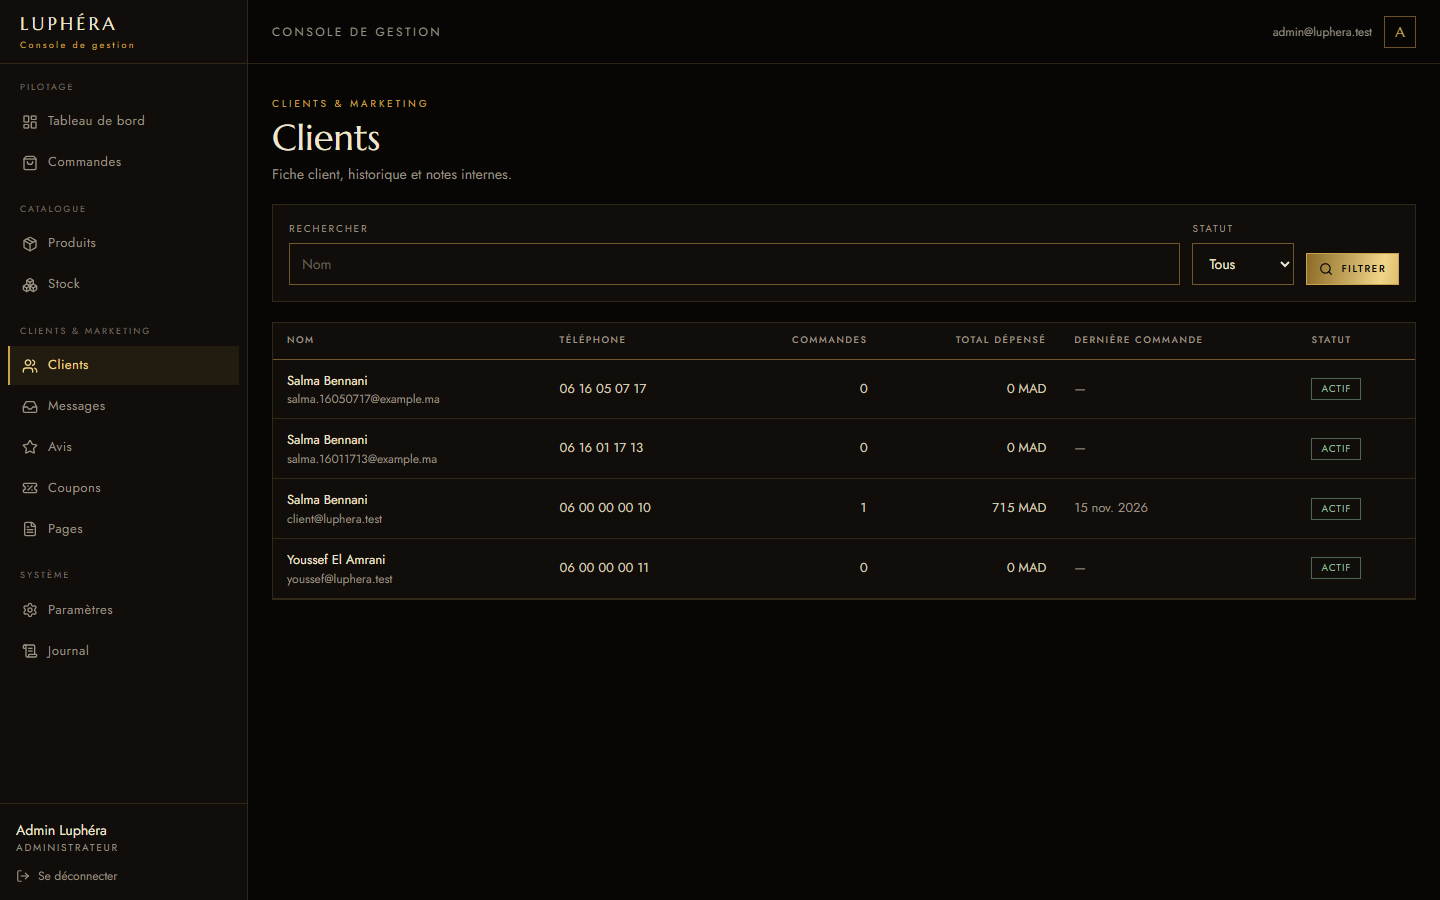 LUPHÉRA
Console de gestion
CONSOLE DE GESTION
admin@luphera.test
A
PILOTAGE
Tableau de bord
Commandes
CATALOGUE
Produits
Stock
CLIENTS & MARKETING
Clients
Messages
Avis
Coupons
Pages
SYSTÈME
Paramètres
Journal
Admin Luphéra
ADMINISTRATEUR
Se déconnecter
CLIENTS & MARKETING
Clients
Fiche client, historique et notes internes.
RECHERCHER
STATUT
Nom
Tous
FILTRER
NOM TÉLÉPHONE COMMANDES TOTAL DÉPENSÉ DERNIÈRE COMMANDE STATUT
Salma Bennani
salma.16050717@example.ma
06 16 05 07 17 0 0 MAD — ACTIF
Salma Bennani
salma.16011713@example.ma
06 16 01 17 13 0 0 MAD — ACTIF
Salma Bennani
client@luphera.test
06 00 00 00 10 1 715 MAD 15 nov. 2026 ACTIF
Youssef El Amrani
youssef@luphera.test
06 00 00 00 11 0 0 MAD — ACTIF